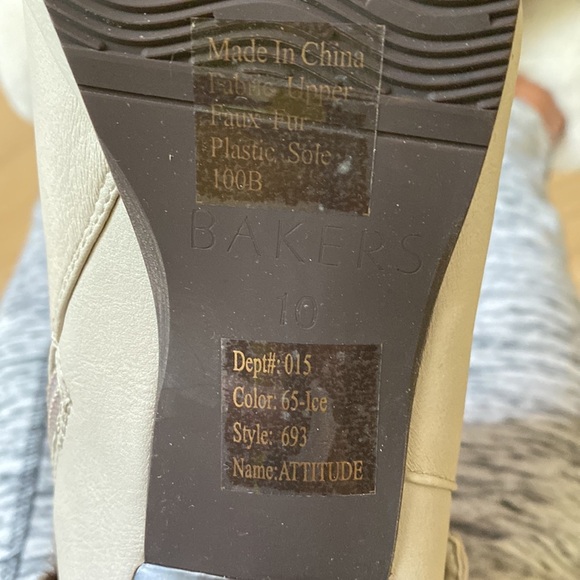 Made In China
Fabric Upper
Faux Fur
Plastic Sole
100B
BAKERS
10
Dept#: 015
Color: 65-Ice
Style: 693
Name: ATTITUDE